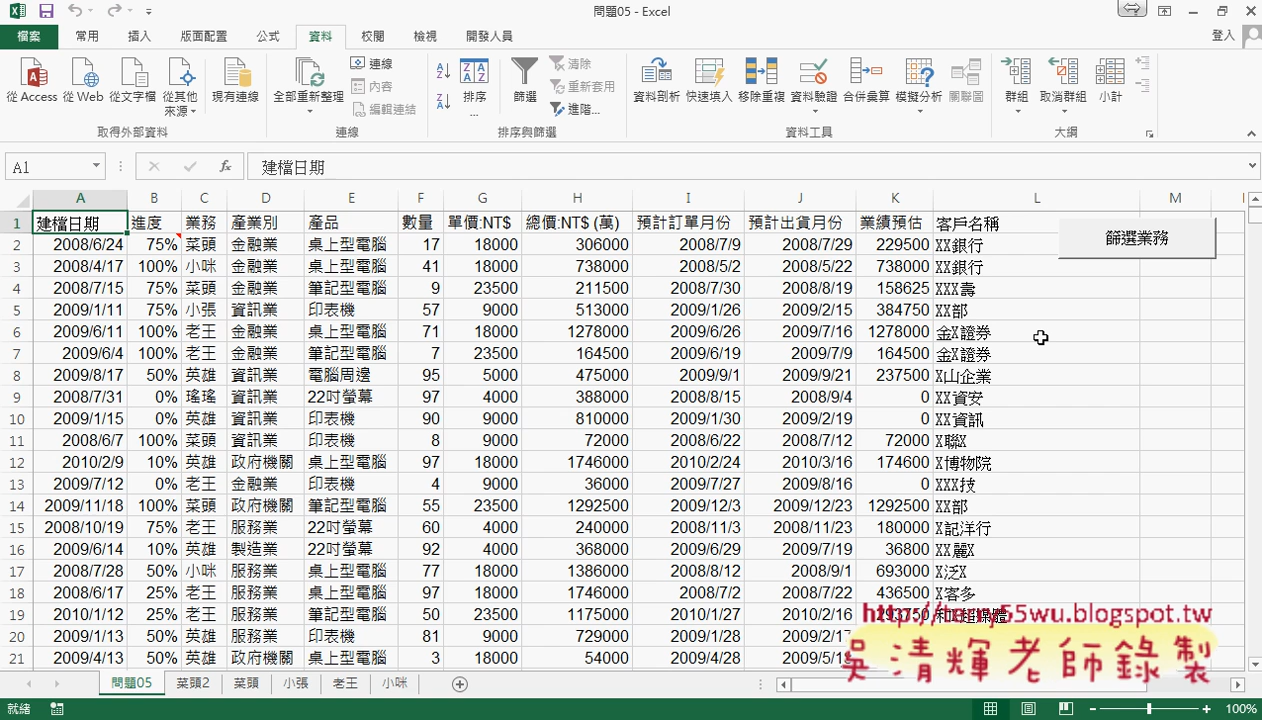 問題05 - Excel
登入
檔案 常用 插入 版面配置 公式 資料 校閱 檢視 開發人員
從 Access 從 Web 從文字檔 從其他來源 現有連線 全部重新整理 連線 內容 編輯連結 排序... 篩選 清除 重新套用 進階... 資料剖析 快速填入 移除重複 資料驗證 合併彙算 模擬分析 關聯圖 群組 取消群組 小計
取得外部資料 連線 排序與篩選 資料工具 大綱
A1 fx 建檔日期
A B C D E F G H I J K L M
1 建檔日期 進度 業務 產業別 產品 數量 單價:NT$ 總價:NT$ (萬) 預計訂單月份 預計出貨月份 業績預估 客戶名稱
篩選業務
2 2008/6/24 75% 菜頭 金融業 桌上型電腦 17 18000 306000 2008/7/9 2008/7/29 229500 XX銀行
3 2008/4/17 100% 小咪 金融業 桌上型電腦 41 18000 738000 2008/5/2 2008/5/22 738000 XX銀行
4 2008/7/15 75% 菜頭 金融業 筆記型電腦 9 23500 211500 2008/7/30 2008/8/19 158625 XXX壽
5 2009/1/11 75% 小張 資訊業 印表機 57 9000 513000 2009/1/26 2009/2/15 384750 XX部
6 2009/6/11 100% 老王 金融業 桌上型電腦 71 18000 1278000 2009/6/26 2009/7/16 1278000 金X證券
7 2009/6/4 100% 老王 金融業 筆記型電腦 7 23500 164500 2009/6/19 2009/7/9 164500 金X證券
8 2009/8/17 50% 英雄 資訊業 電腦周邊 95 5000 475000 2009/9/1 2009/9/21 237500 X山企業
9 2008/7/31 0% 瑤瑤 資訊業 22吋螢幕 97 4000 388000 2008/8/15 2008/9/4 0 XX資安
10 2009/1/15 0% 英雄 資訊業 印表機 90 9000 810000 2009/1/30 2009/2/19 0 XX資訊
11 2008/6/7 100% 菜頭 資訊業 印表機 8 9000 72000 2008/6/22 2008/7/12 72000 X聯X
12 2010/2/9 10% 英雄 政府機關 桌上型電腦 97 18000 1746000 2010/2/24 2010/3/16 174600 X博物院
13 2009/7/12 0% 老王 金融業 印表機 4 9000 36000 2009/7/27 2009/8/16 0 XXX技
14 2009/11/18 100% 菜頭 政府機關 筆記型電腦 55 23500 1292500 2009/12/3 2009/12/23 1292500 XX部
15 2008/10/19 75% 老王 服務業 22吋螢幕 60 4000 240000 2008/11/3 2008/11/23 180000 X記洋行
16 2009/6/14 10% 英雄 製造業 22吋螢幕 92 4000 368000 2009/6/29 2009/7/19 36800 XX麗X
17 2008/7/28 50% 小咪 服務業 桌上型電腦 77 18000 1386000 2008/8/12 2008/9/1 693000 X泛X
18 2008/6/17 25% 老王 服務業 桌上型電腦 97 18000 1746000 2008/7/2 2008/7/22 436500 X客多
19 2010/1/12 25% 老王 服務業 筆記型電腦 50 23500 1175000 2010/1/27 2010/2/16 293750
http://terry55wu.blogspot.tw
20 2009/1/13 50% 英雄 服務業 印表機 81 9000 729000 2009/1/28
21 2009/4/13 50% 英雄 政府機關 桌上型電腦 3 18000 54000 2009/4/28
吳清輝老師錄製
問題05 菜頭2 菜頭 小張 老王 小咪
就緒 100%